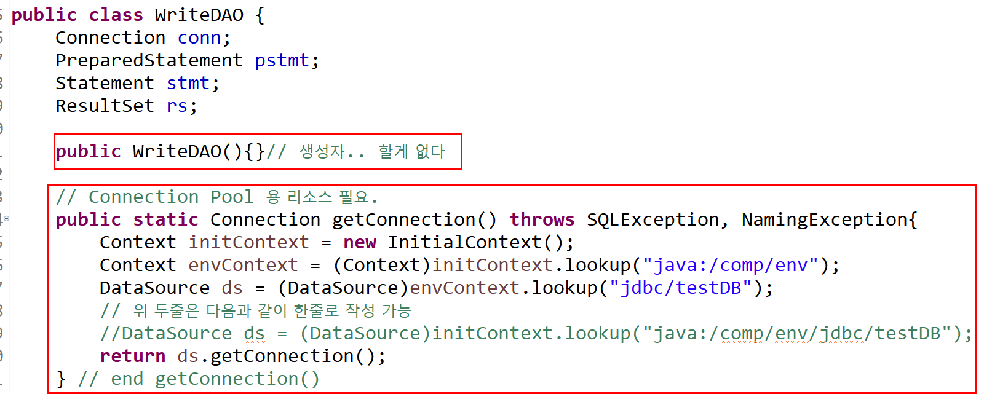 public class WriteDAO {
Connection conn;
PreparedStatement pstmt;
Statement stmt;
ResultSet rs;
public WriteDAO(){}// 생성자.. 할게 없다
// Connection Pool 용 리소스 필요.
public static Connection getConnection() throws SQLException, NamingException{
Context initContext = new InitialContext();
Context envContext = (Context)initContext.lookup("java:/comp/env");
DataSource ds = (DataSource)envContext.lookup("jdbc/testDB");
// 위 두줄은 다음과 같이 한줄로 작성 가능
//DataSource ds = (DataSource)initContext.lookup("java:/comp/env/jdbc/testDB");
return ds.getConnection();
} // end getConnection()